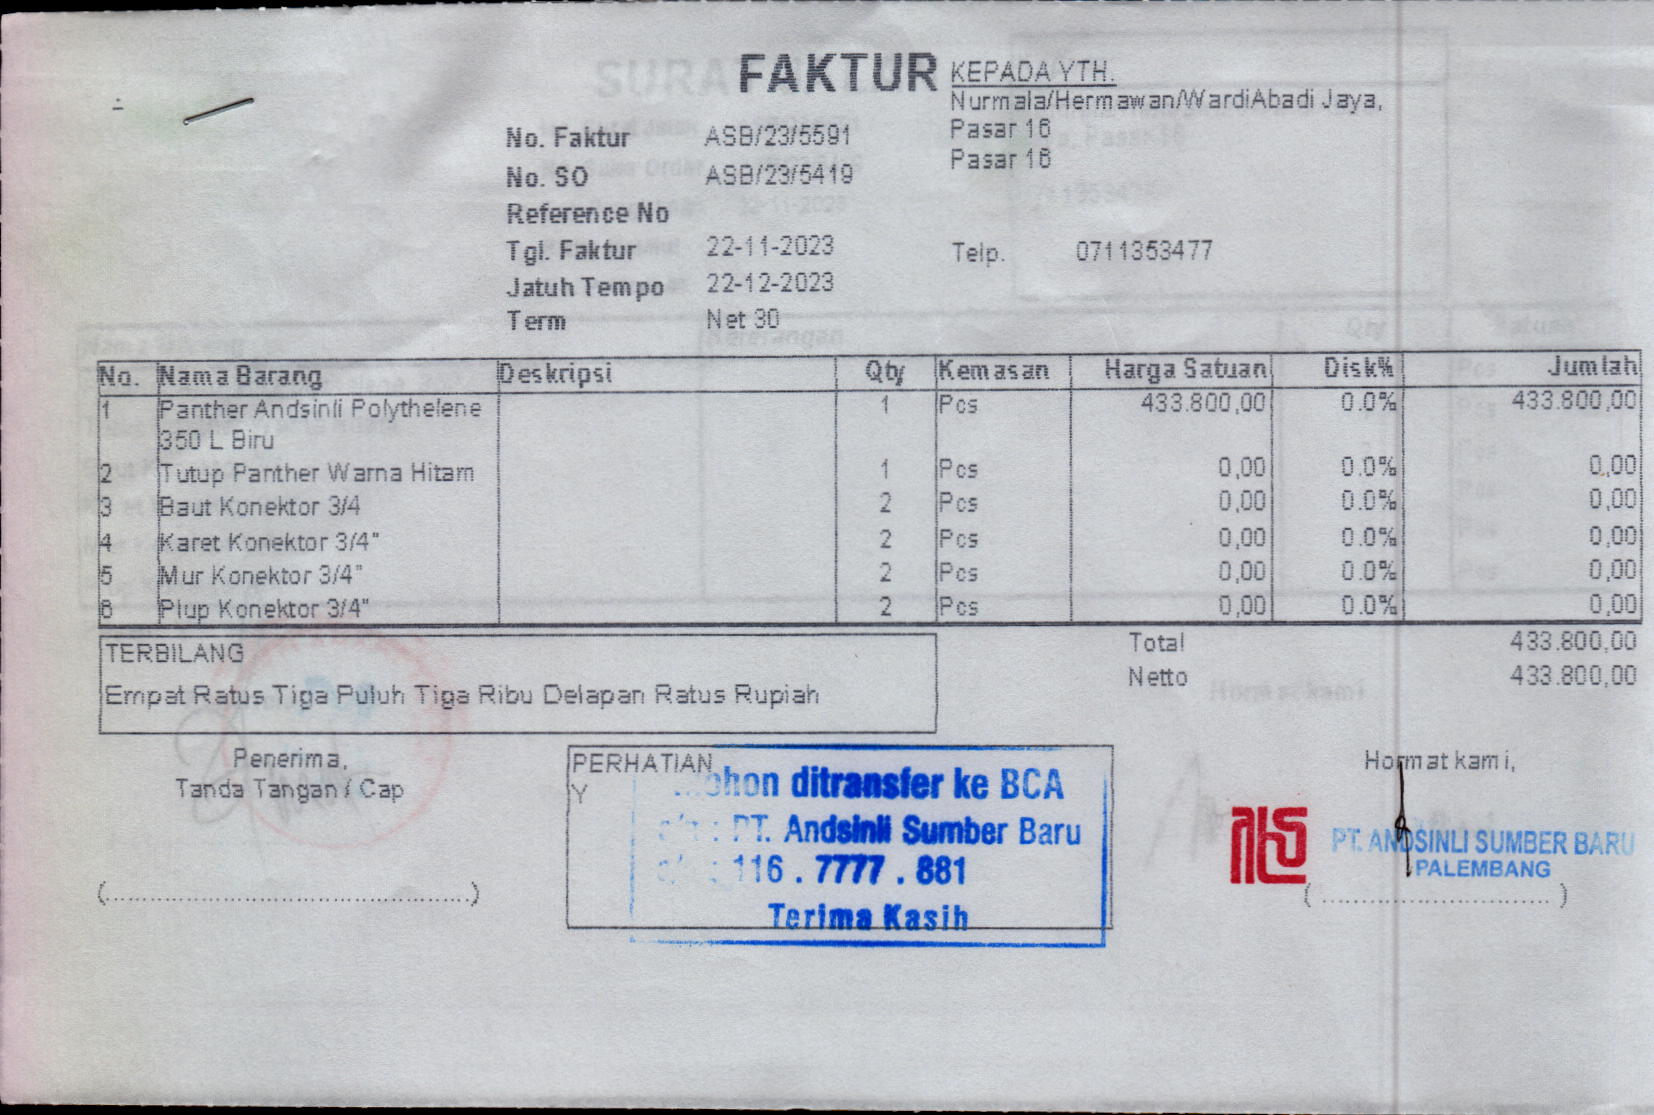 FAKTUR
KEPADA YTH.
Nurmala/Hermawan/WardiAbadi Jaya,
Pasar 16
Pasar 16
Telp. 0711353477
No. Faktur ASB/23/5591
No. SO ASB/23/5419
Reference No
Tgl. Faktur 22-11-2023
Jatuh Tempo 22-12-2023
Term Net 30
No. Nama Barang Deskripsi Qty Kemasan Harga Satuan Disk% Jumlah
1 Panther Andsinli Polythelene 1 Pcs 433.800,00 0.0% 433.800,00
350 L Biru
2 Tutup Panther Warna Hitam 1 Pcs 0,00 0.0% 0,00
3 Baut Konektor 3/4 2 Pcs 0,00 0.0% 0,00
4 Karet Konektor 3/4" 2 Pcs 0,00 0.0% 0,00
5 Mur Konektor 3/4" 2 Pcs 0,00 0.0% 0,00
6 Plup Konektor 3/4" 2 Pcs 0,00 0.0% 0,00
Total 433.800,00
Netto 433.800,00
TERBILANG
Empat Ratus Tiga Puluh Tiga Ribu Delapan Ratus Rupiah
Penerima,
Tanda Tangan / Cap
(..................................................)
PERHATIAN
Y
ditransfer ke BCA
PT. Andsinli Sumber Baru
116 . 7777 . 881
Terima Kasih
Hormat kami,
PT. ANDSINLI SUMBER BARU
PALEMBANG
(..............................)